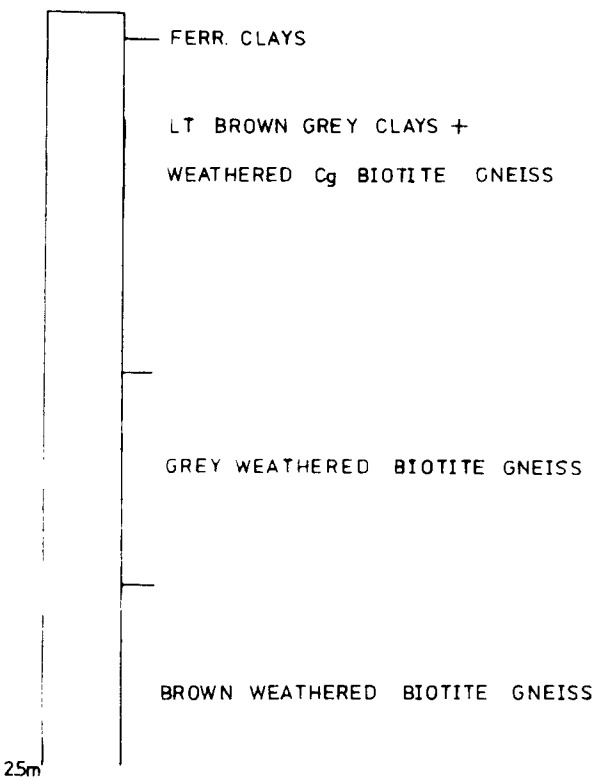 FERR. CLAYS
LT BROWN GREY CLAYS +
WEATHERED Cg BIOTITE GNEISS
GREY WEATHERED BIOTITE GNEISS
BROWN WEATHERED BIOTITE GNEISS
25m